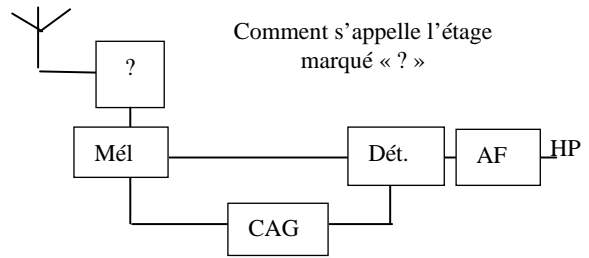 Comment s’appelle l’étage
marqué « ? »
?
Mél
Dét.
AF
HP
CAG